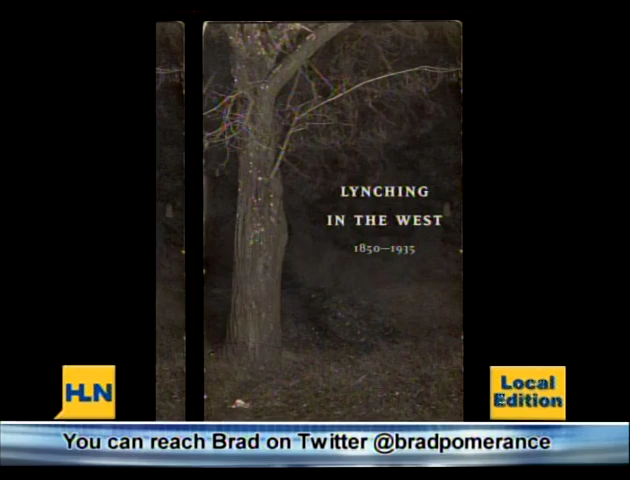 LYNCHING
IN THE WEST
1850—1935
HLN
Local
Edition
You can reach Brad on Twitter @bradpomerance